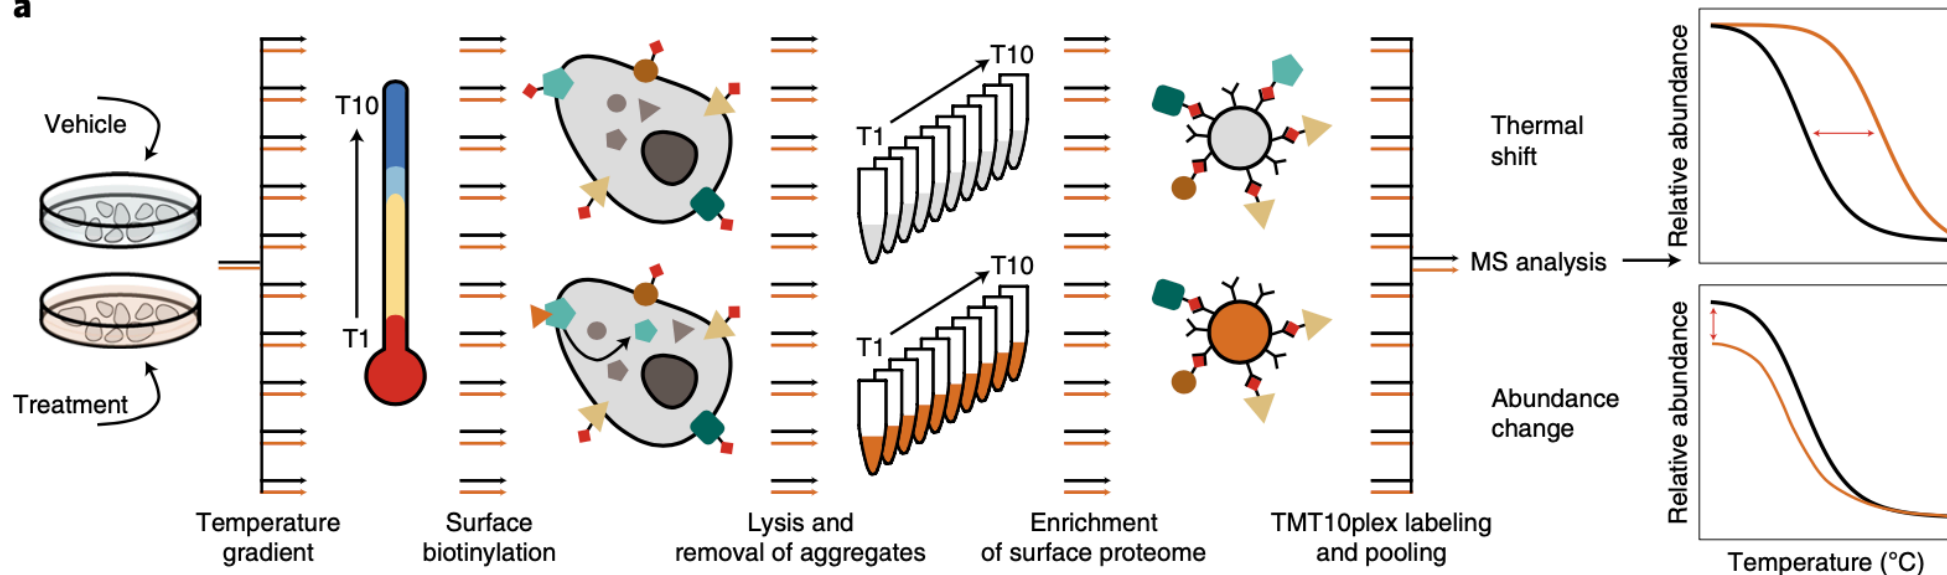 a
Vehicle
Treatment
T10
T1
T1
T10
T1
T10
Temperature
gradient
Surface
biotinylation
Lysis and
removal of aggregates
Enrichment
of surface proteome
TMT10plex labeling
and pooling
Thermal
shift
MS analysis
Abundance
change
Relative abundance
Relative abundance
Temperature (°C)